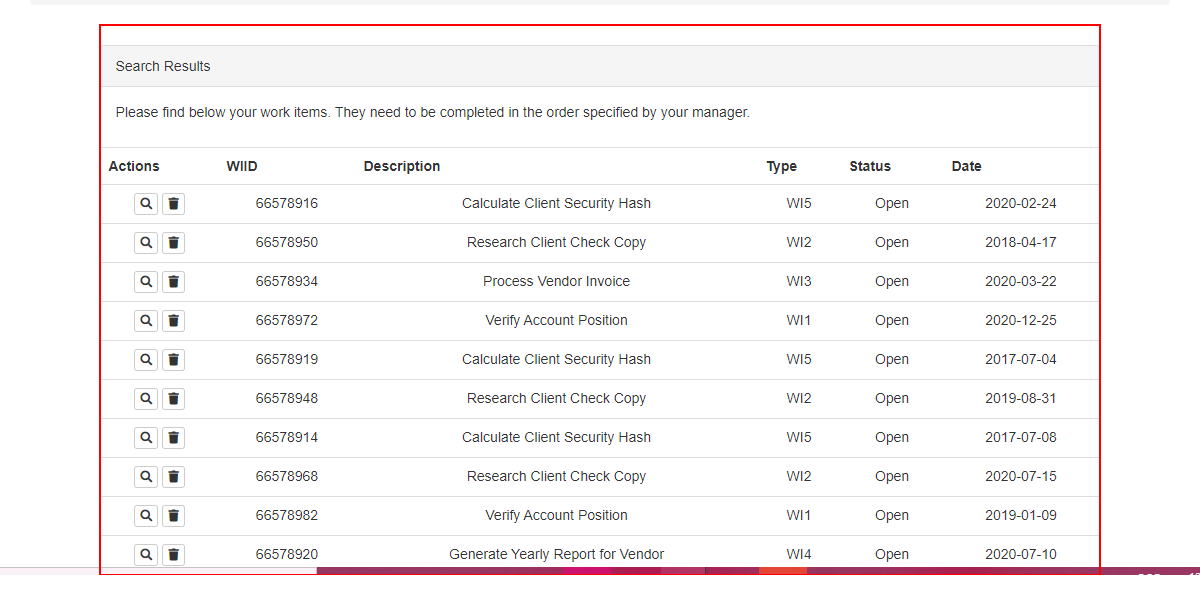 Search Results
Please find below your work items. They need to be completed in the order specified by your manager.
Actions WIID Description Type Status Date
66578916 Calculate Client Security Hash WI5 Open 2020-02-24
66578950 Research Client Check Copy WI2 Open 2018-04-17
66578934 Process Vendor Invoice WI3 Open 2020-03-22
66578972 Verify Account Position WI1 Open 2020-12-25
66578919 Calculate Client Security Hash WI5 Open 2017-07-04
66578948 Research Client Check Copy WI2 Open 2019-08-31
66578914 Calculate Client Security Hash WI5 Open 2017-07-08
66578968 Research Client Check Copy WI2 Open 2020-07-15
66578982 Verify Account Position WI1 Open 2019-01-09
66578920 Generate Yearly Report for Vendor WI4 Open 2020-07-10